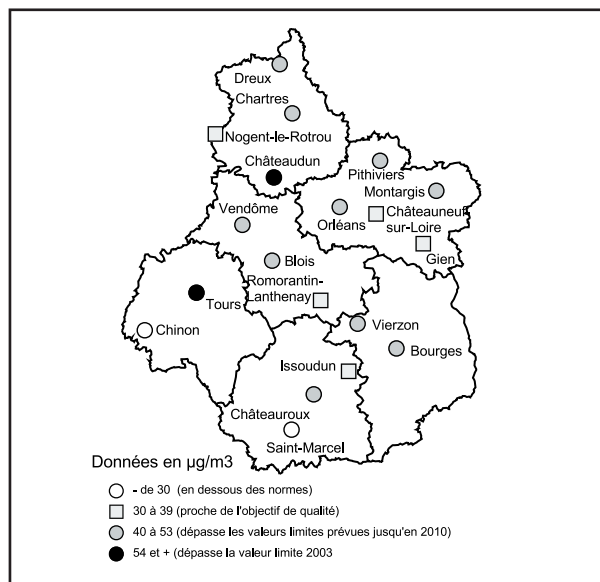 Dreux
Chartres
Nogent-le-Rotrou
Châteaudun
Pithiviers
Montargis
Vendôme
Orléans
Châteauneuf
sur-Loire
Gien
Blois
Romorantin-
Lanthenay
Tours
Chinon
Vierzon
Bourges
Issoudun
Châteauroux
Saint-Marcel
Données en µg/m3
- de 30 (en dessous des normes)
30 à 39 (proche de l'objectif de qualité)
40 à 53 (dépasse les valeurs limites prévues jusqu'en 2010)
54 et + (dépasse la valeur limite 2003